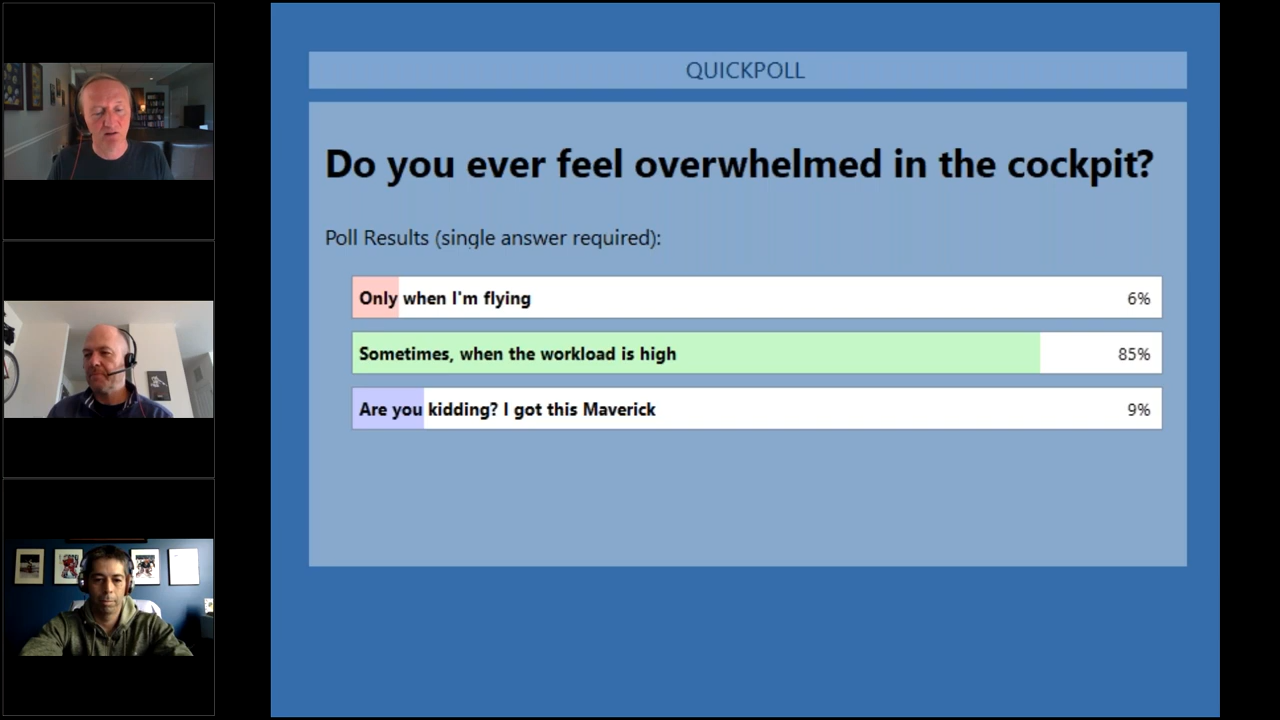 QUICKPOLL
Do you ever feel overwhelmed in the cockpit?
Poll Results (single answer required):
Only when I'm flying 6%
Sometimes, when the workload is high 85%
Are you kidding? I got this Maverick 9%